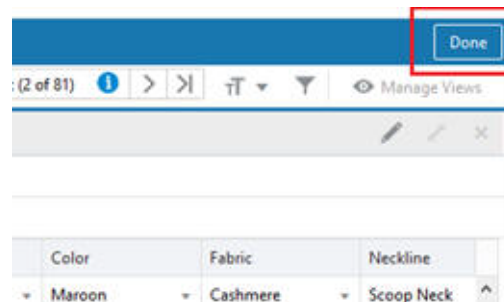 Done
(2 of 81) Manage Views
Color Fabric Neckline
Maroon Cashmere Scoop Neck